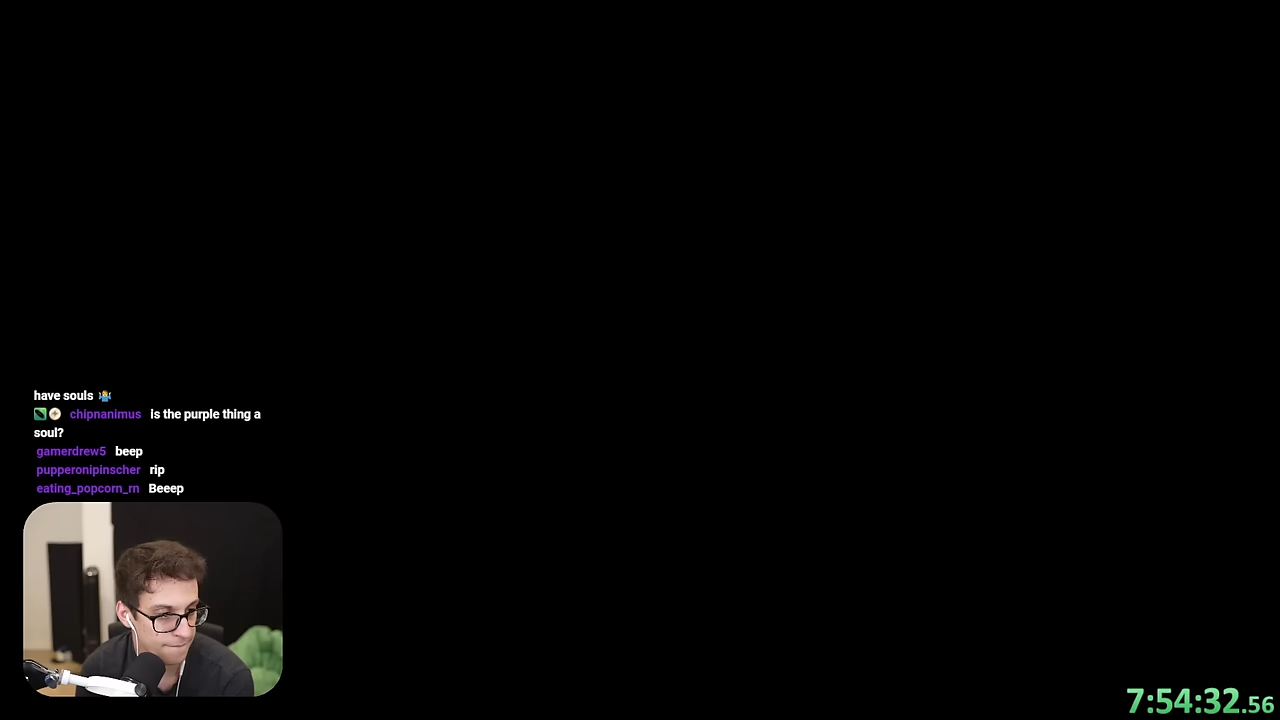 have souls
chipnanimus is the purple thing a
soul?
gamerdrew5 beep
pupperonipinscher rip
eating_popcorn_rn Beeep
7:54:32.56